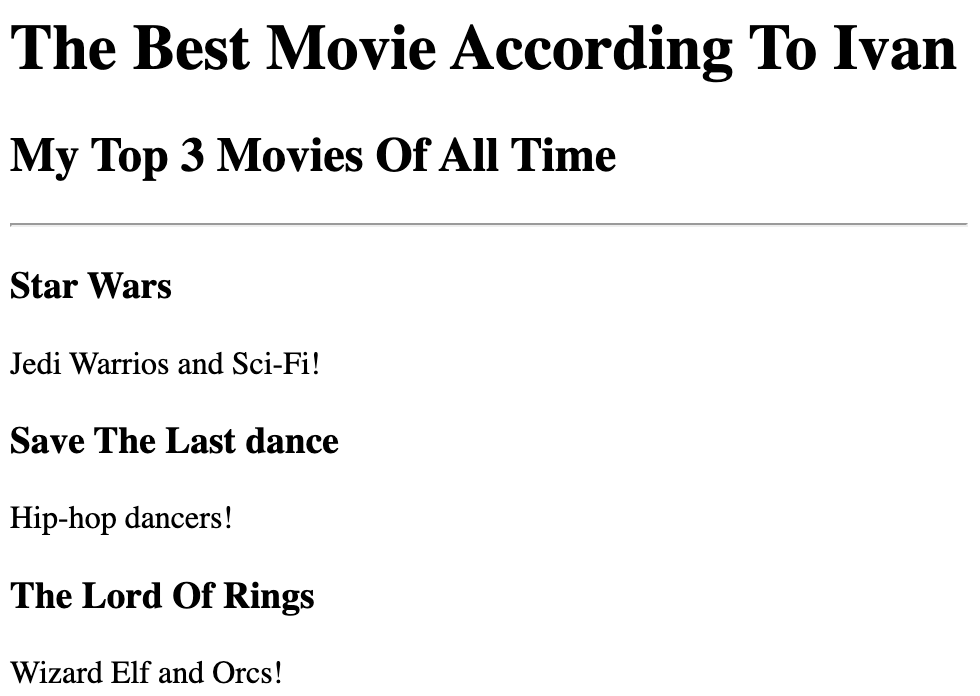 The Best Movie According To Ivan
My Top 3 Movies Of All Time
Star Wars
Jedi Warrios and Sci-Fi!
Save The Last dance
Hip-hop dancers!
The Lord Of Rings
Wizard Elf and Orcs!